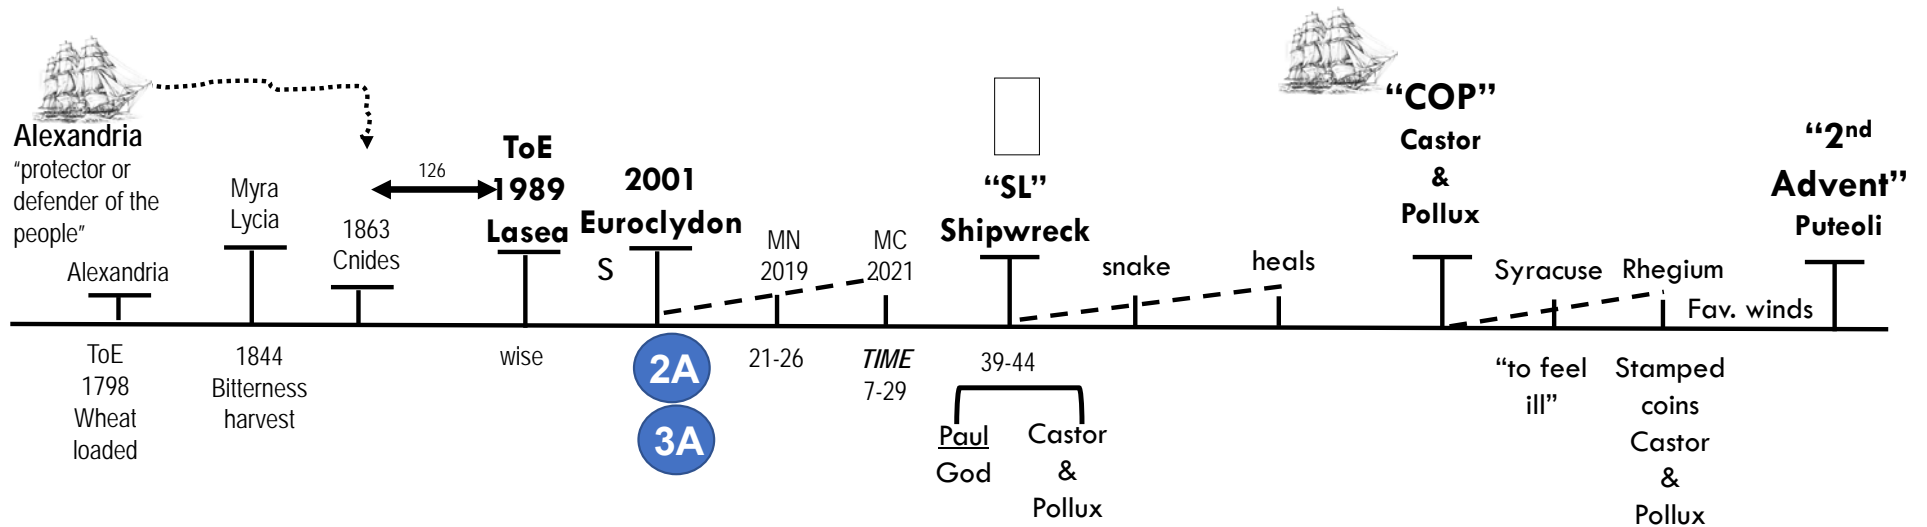 Alexandria
"protector or
defender of the
people"
Alexandria
ToE
1798
Wheat
loaded
Myra
Lycia
1844
Bitterness
harvest
1863
Cnides
126
ToE
1989
Lasea
wise
2001
Euroclydon
S
2A
3A
MN
2019
21-26
MC
2021
TIME
7-29
“SL”
Shipwreck
39-44
Paul
God
Castor
&
Pollux
snake
heals
“COP”
Castor
&
Pollux
Syracuse
“to feel
ill”
Rhegium
Stamped
coins
Castor
&
Pollux
Fav. winds
“2nd
Advent”
Puteoli